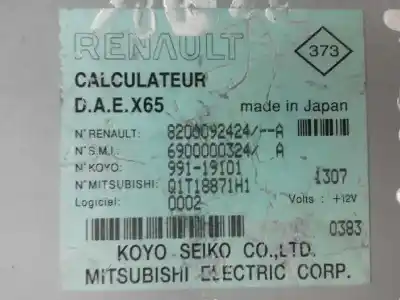 RENAULT
373
CALCULATEUR
D.A.E.X65
made in Japan
N°RENAULT: 8200092424/--A
N°S.M.I.: 6900000324/ A
N°KOYO: 991-19101
1307
N°MITSUBISHI: Q1T18871H1
Logiciel: 0002
Volts : +12V
0383
KOYO SEIKO CO.,LTD.
MITSUBISHI ELECTRIC CORP.